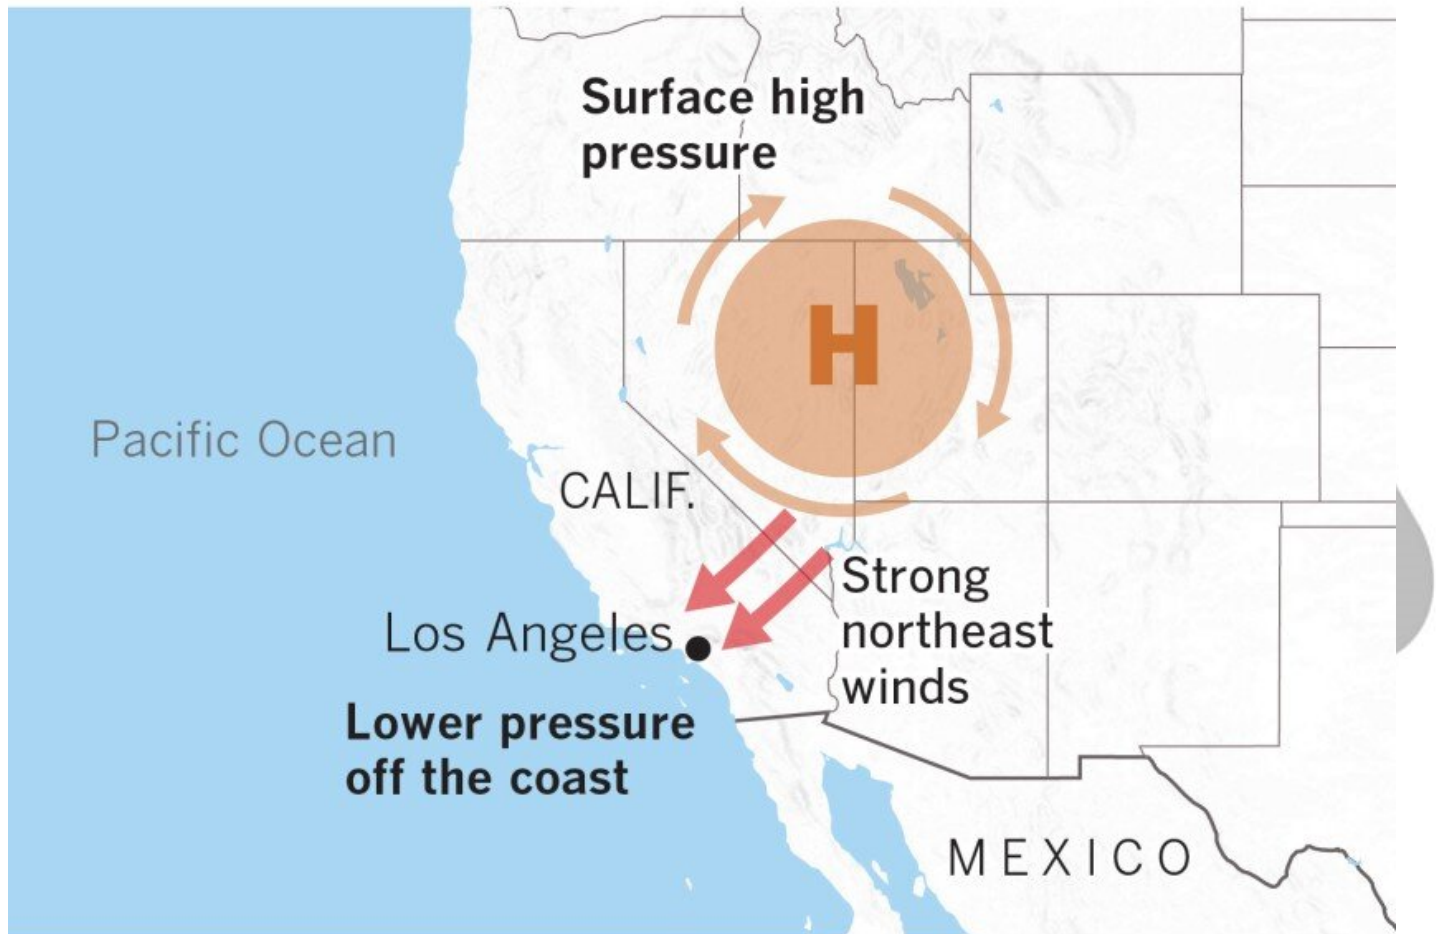 Surface high
pressure
H
Pacific Ocean
CALIF.
Strong
northeast
winds
Los Angeles
Lower pressure
off the coast
MEXICO